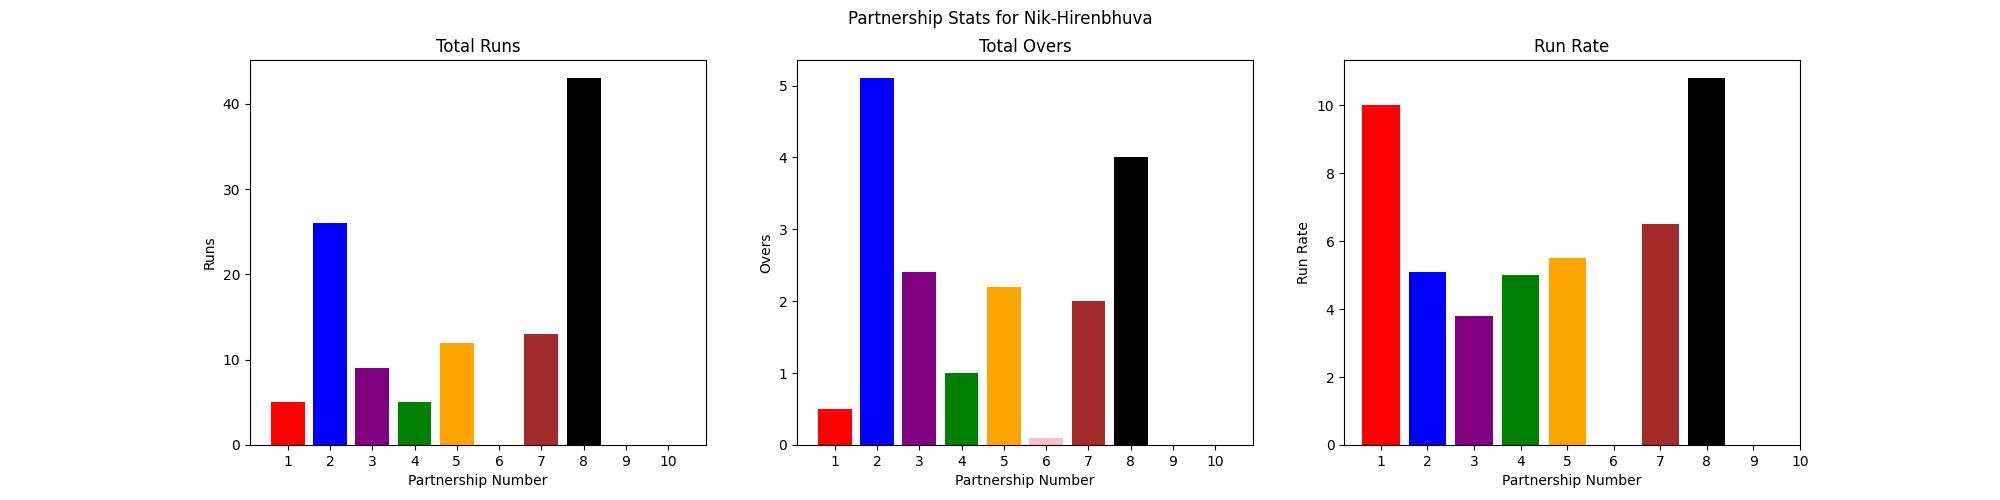 Partnership Stats for Nik-Hirenbhuva
Total Runs
Runs
40
30
20
10
0
1 2 3 4 5 6 7 8 9 10
Partnership Number
Total Overs
Overs
5
4
3
2
1
0
1 2 3 4 5 6 7 8 9 10
Partnership Number
Run Rate
Run Rate
10
8
6
4
2
0
1 2 3 4 5 6 7 8 9 10
Partnership Number